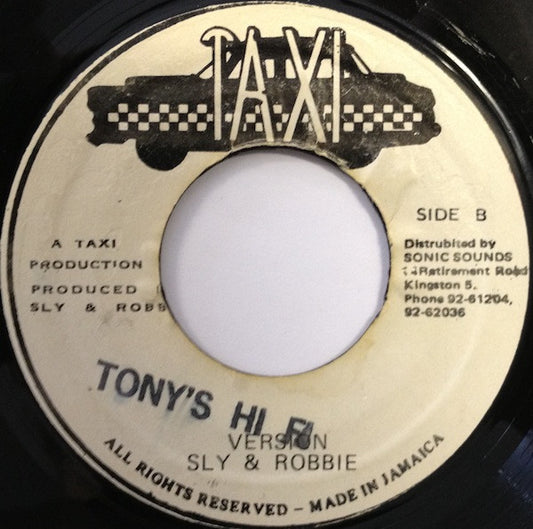 TAXI
SIDE B
A TAXI
PRODUCTION
PRODUCED
SLY & ROBB
Distrubited by
SONIC SOUNDS
Retirement Road
Kingston 5.
Phone 92-61204,
92-62036
TONY'S HI FI
VERSION
SLY & ROBBIE
ALL RIGHTS RESERVED – MADE IN JAMAICA